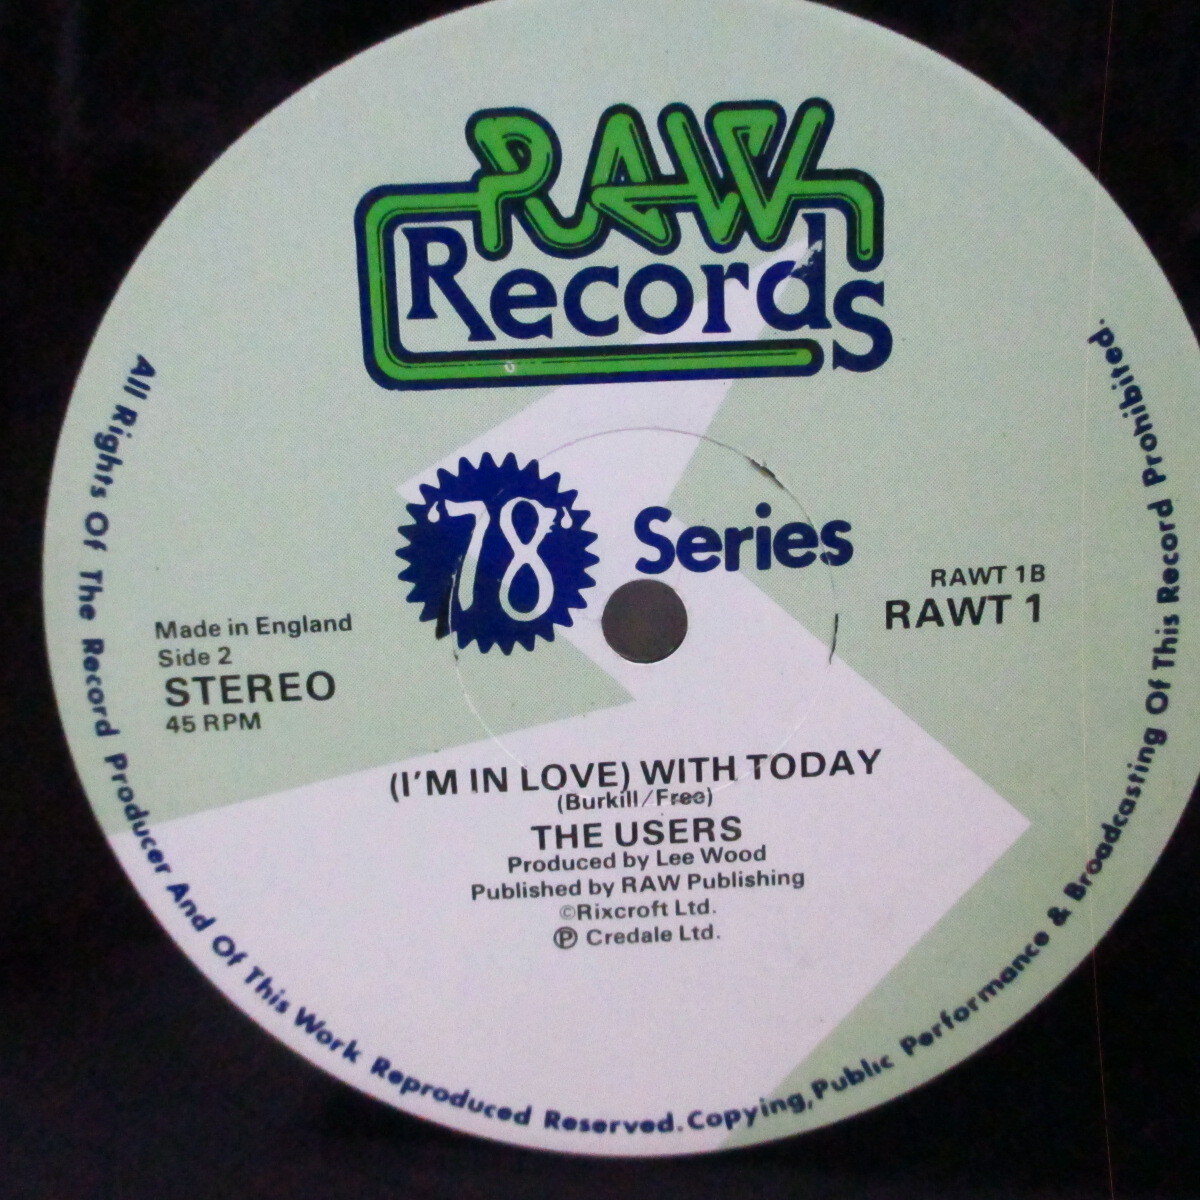 RAW
Records
'78' Series
RAWT 1B
RAWT 1
Made in England
Side 2
STEREO
45 RPM
(I'M IN LOVE) WITH TODAY
(Burkill/Free)
THE USERS
Produced by Lee Wood
Published by RAW Publishing
©Rixcroft Ltd.
Ⓟ Credale Ltd.
All Rights Of The Record Producer And Of This Work Reproduced Reserved. Copying, Public Performance & Broadcasting Of This Record Prohibited.